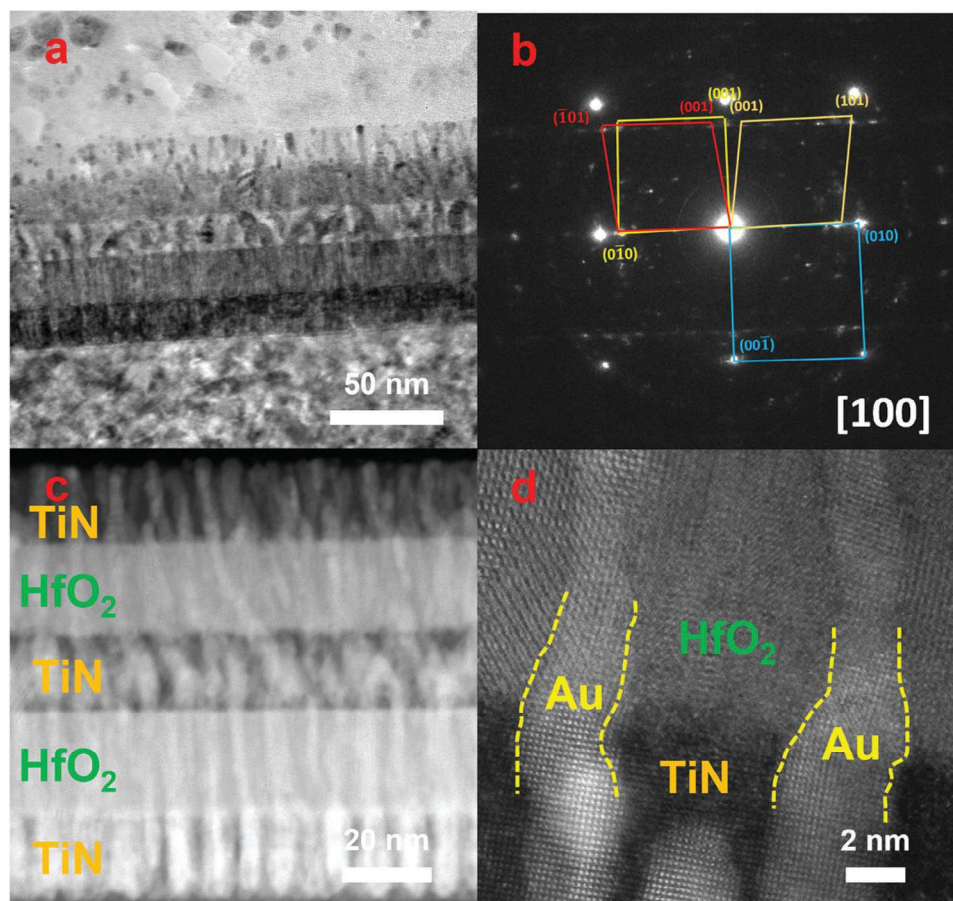 a
50 nm
b
(001)
(1̅01)
(001)
(001)
(101)
(01̅0)
(010)
(001̅)
[100]
c
TiN
HfO₂
TiN
HfO₂
TiN
20 nm
d
HfO₂
Au
Au
TiN
2 nm